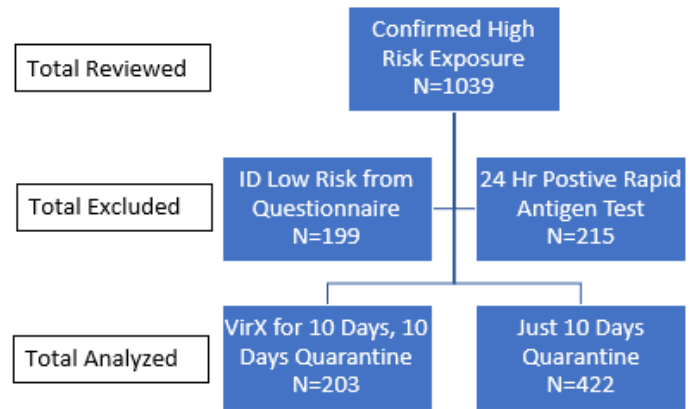 Total Reviewed
Confirmed High
Risk Exposure
N=1039
Total Excluded
ID Low Risk from
Questionnaire
N=199
24 Hr Postive Rapid
Antigen Test
N=215
Total Analyzed
VirX for 10 Days, 10
Days Quarantine
N=203
Just 10 Days
Quarantine
N=422